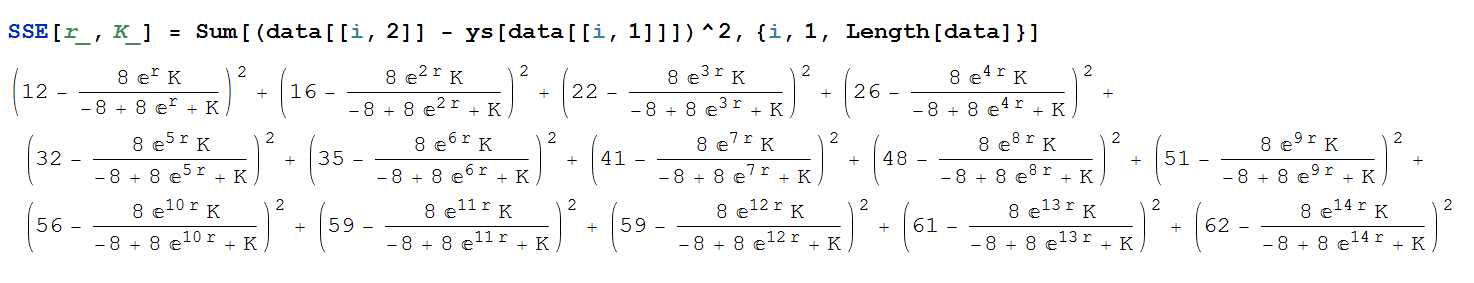 SSE[r_, K_] = Sum[(data[[i, 2]] - ys[data[[i, 1]]])^2, {i, 1, Length[data]}]
(12 - (8 ⅇ^r K)/(-8 + 8 ⅇ^r + K))^2 + (16 - (8 ⅇ^(2 r) K)/(-8 + 8 ⅇ^(2 r) + K))^2 + (22 - (8 ⅇ^(3 r) K)/(-8 + 8 ⅇ^(3 r) + K))^2 + (26 - (8 ⅇ^(4 r) K)/(-8 + 8 ⅇ^(4 r) + K))^2 +
(32 - (8 ⅇ^(5 r) K)/(-8 + 8 ⅇ^(5 r) + K))^2 + (35 - (8 ⅇ^(6 r) K)/(-8 + 8 ⅇ^(6 r) + K))^2 + (41 - (8 ⅇ^(7 r) K)/(-8 + 8 ⅇ^(7 r) + K))^2 + (48 - (8 ⅇ^(8 r) K)/(-8 + 8 ⅇ^(8 r) + K))^2 + (51 - (8 ⅇ^(9 r) K)/(-8 + 8 ⅇ^(9 r) + K))^2 +
(56 - (8 ⅇ^(10 r) K)/(-8 + 8 ⅇ^(10 r) + K))^2 + (59 - (8 ⅇ^(11 r) K)/(-8 + 8 ⅇ^(11 r) + K))^2 + (59 - (8 ⅇ^(12 r) K)/(-8 + 8 ⅇ^(12 r) + K))^2 + (61 - (8 ⅇ^(13 r) K)/(-8 + 8 ⅇ^(13 r) + K))^2 + (62 - (8 ⅇ^(14 r) K)/(-8 + 8 ⅇ^(14 r) + K))^2